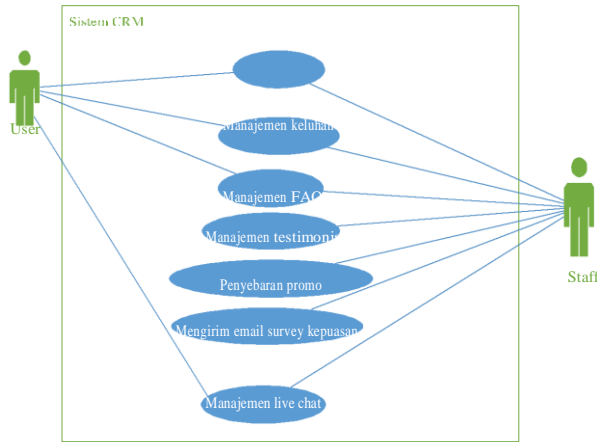 Sistem CRM
User
Manajemen keluhan
Manajemen FAQ
Manajemen testimoni
Penyebaran promo
Mengirim email survey kepuasan
Manajemen live chat
Staff